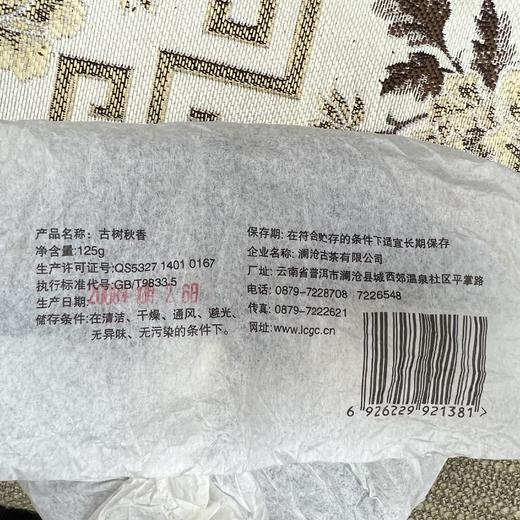 产品名称：古树秋香
净含量:125g
生产许可证号:QS5327 1401 0167
执行标准代号:GB/T9833.5
生产日期:
储存条件：在清洁、干燥、通风、避光、
无异味、无污染的条件下。
保存期：在符合贮存的条件下适宜长期保存
企业名称：澜沧古茶有限公司
厂址：云南省普洱市澜沧县城西郊温泉社区平掌路
电话：0879-7228708 7226548
传真：0879-7222621
网址:www.lcgc.cn
6 926229 921381>